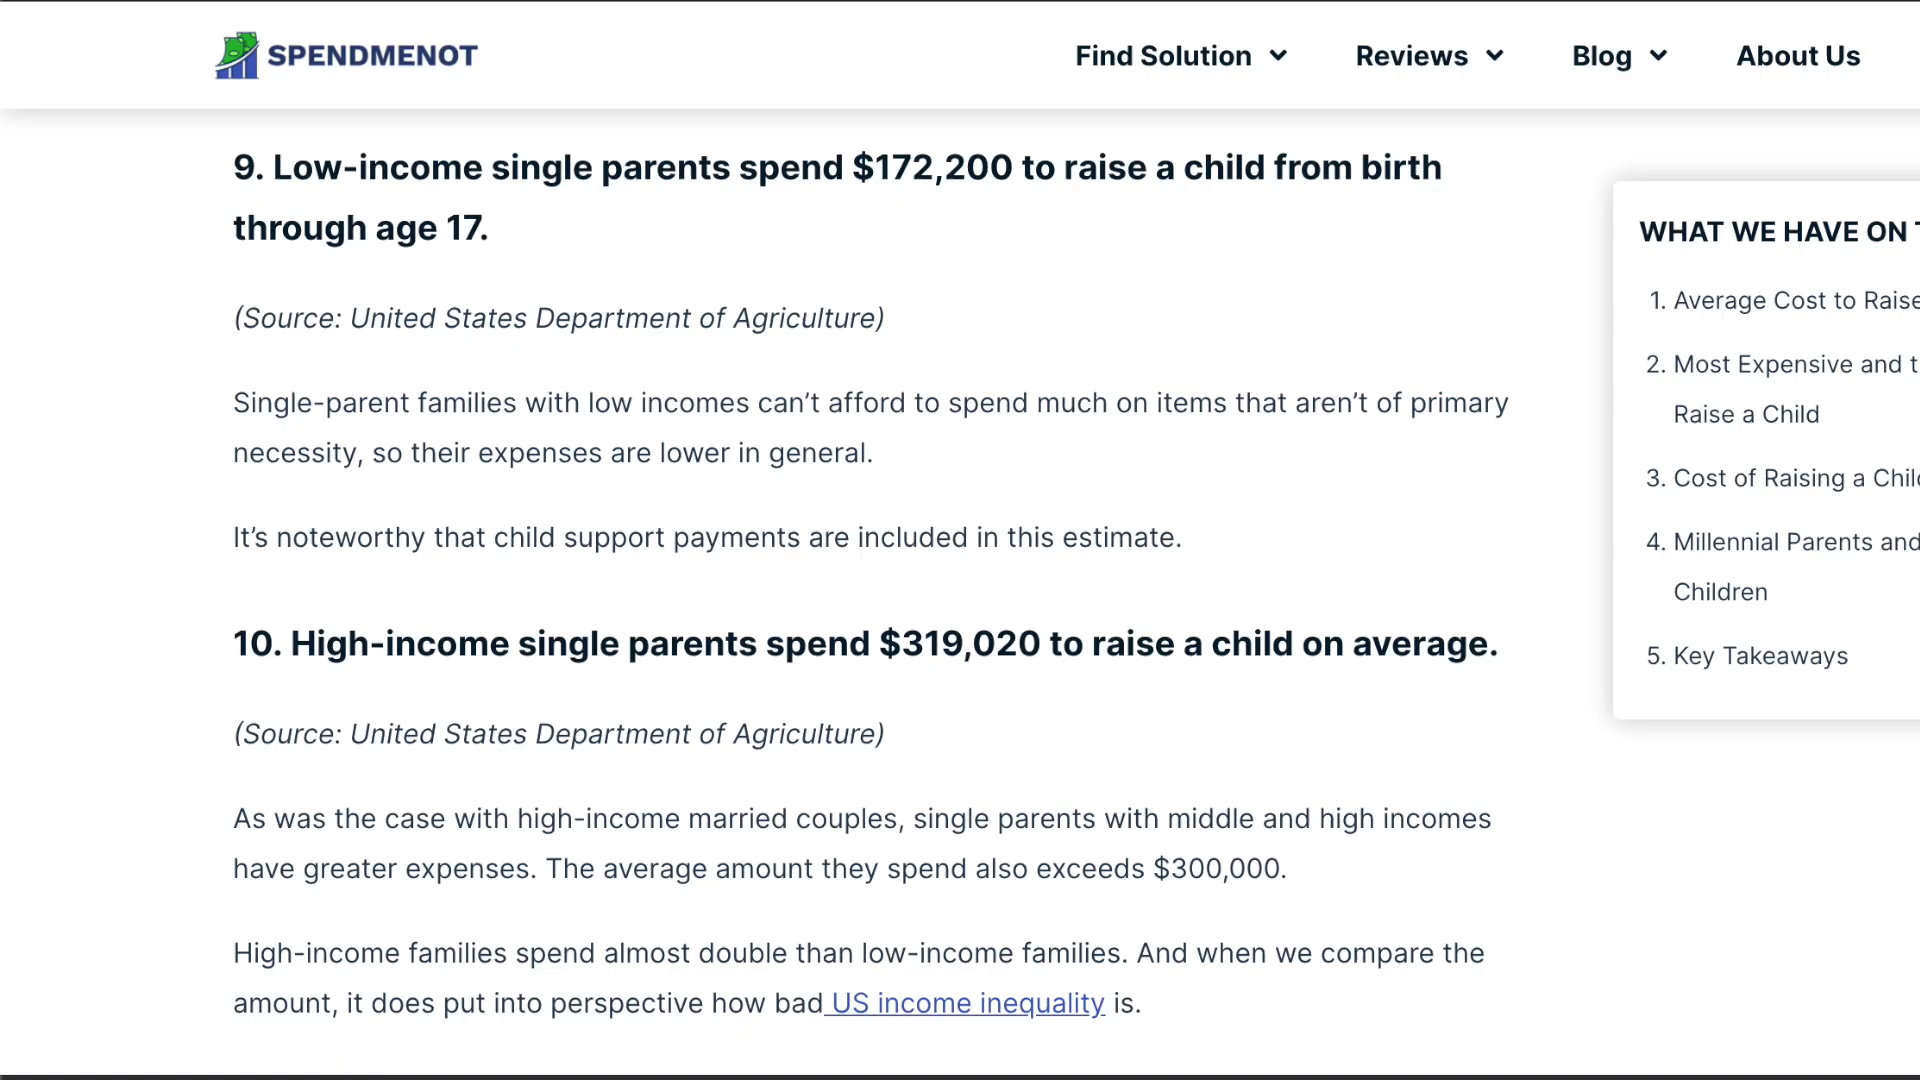 SPENDMENOT
Find Solution
Reviews
Blog
About Us
9. Low-income single parents spend $172,200 to raise a child from birth
through age 17.
(Source: United States Department of Agriculture)
Single-parent families with low incomes can’t afford to spend much on items that aren’t of primary
necessity, so their expenses are lower in general.
It’s noteworthy that child support payments are included in this estimate.
10. High-income single parents spend $319,020 to raise a child on average.
(Source: United States Department of Agriculture)
As was the case with high-income married couples, single parents with middle and high incomes
have greater expenses. The average amount they spend also exceeds $300,000.
High-income families spend almost double than low-income families. And when we compare the
amount, it does put into perspective how bad US income inequality is.
WHAT WE HAVE ON
1. Average Cost to Raise
2. Most Expensive and
Raise a Child
3. Cost of Raising a
4. Millennial Parents and
Children
5. Key Takeaways